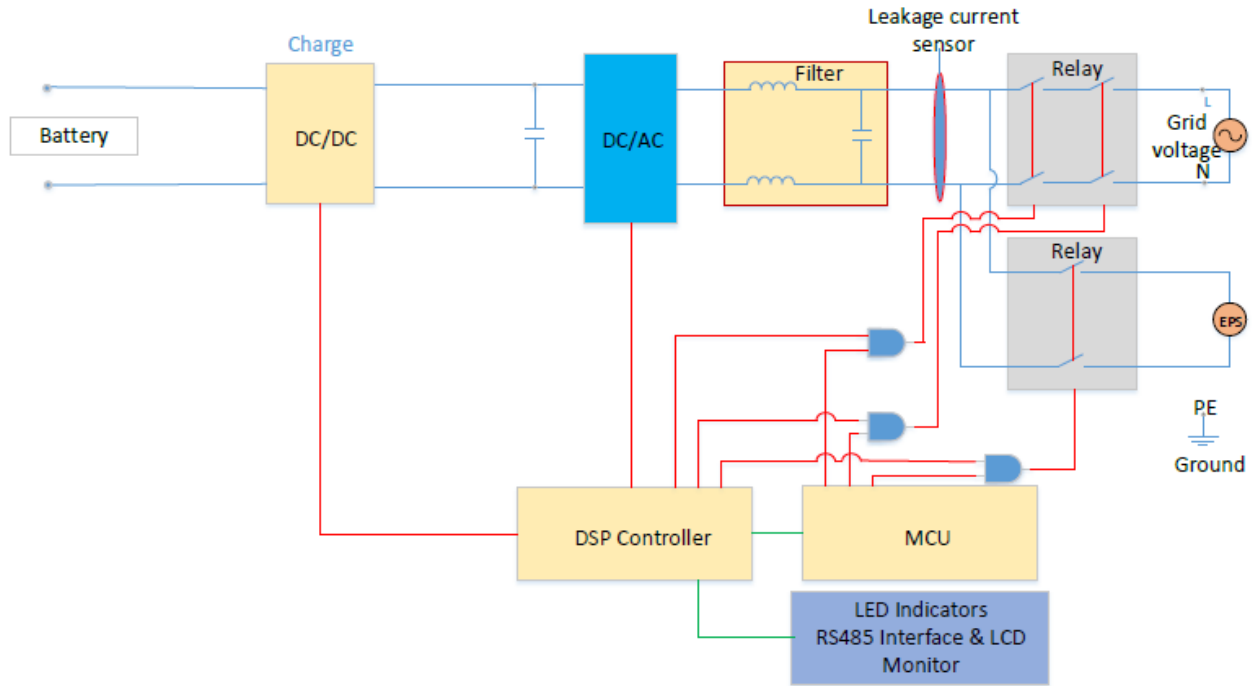 Leakage current
sensor
Charge
Filter
Relay
L
Battery
DC/DC
DC/AC
Grid
voltage
N
Relay
EPS
PE
Ground
DSP Controller
MCU
LED Indicators
RS485 Interface & LCD
Monitor